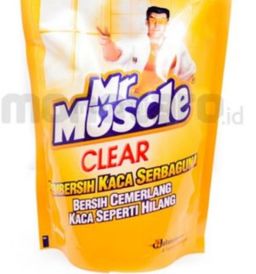 Mr
Muscle
CLEAR
PEMBERSIH KACA SERBAGUNA
BERSIH CEMERLANG
KACA SEPERTI HILANG